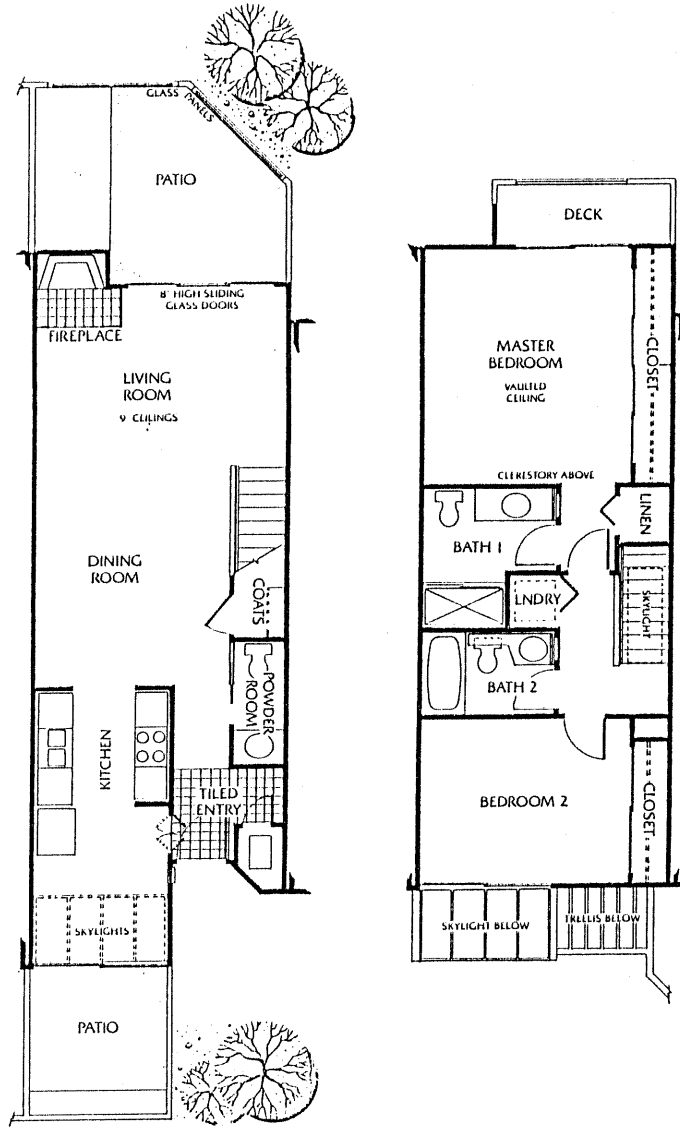 GLASS PANELS
PATIO
8' HIGH SLIDING
GLASS DOORS
FIREPLACE
LIVING
ROOM
9' CEILINGS
DINING
ROOM
COATS
POWDER
ROOM
KITCHEN
TILED
ENTRY
SKYLIGHTS
PATIO
DECK
MASTER
BEDROOM
VAULTED
CEILING
CLOSET
CLERESTORY ABOVE
LINEN
BATH 1
LNDRY
SKYLIGHT
BATH 2
BEDROOM 2
CLOSET
SKYLIGHT BELOW
TRELLIS BELOW